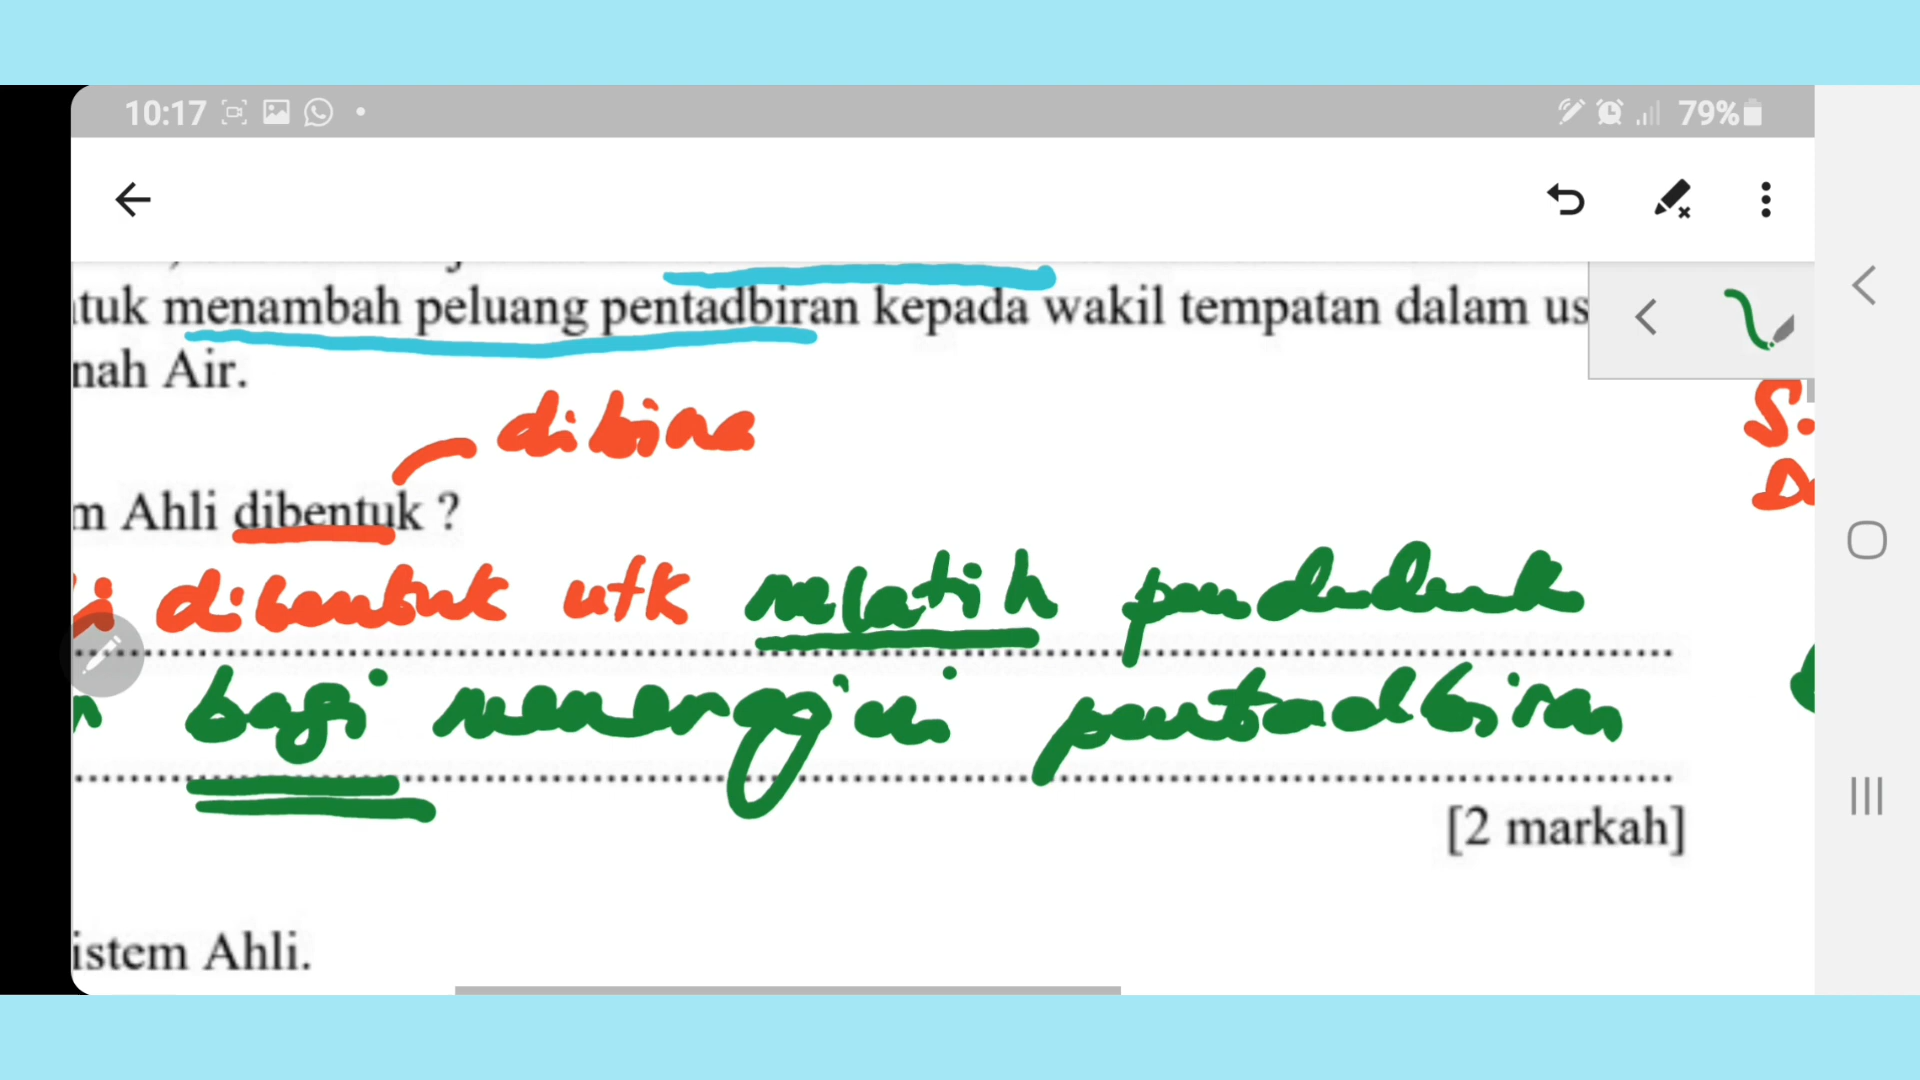 10:17
79%
tuk menambah peluang pentadbiran kepada wakil tempatan dalam us
nah Air.
dibina
S.
m Ahli dibentuk ?
dibentuk utk melatih penduduk
bagi menerajui pentadbiran
[2 markah]
istem Ahli.